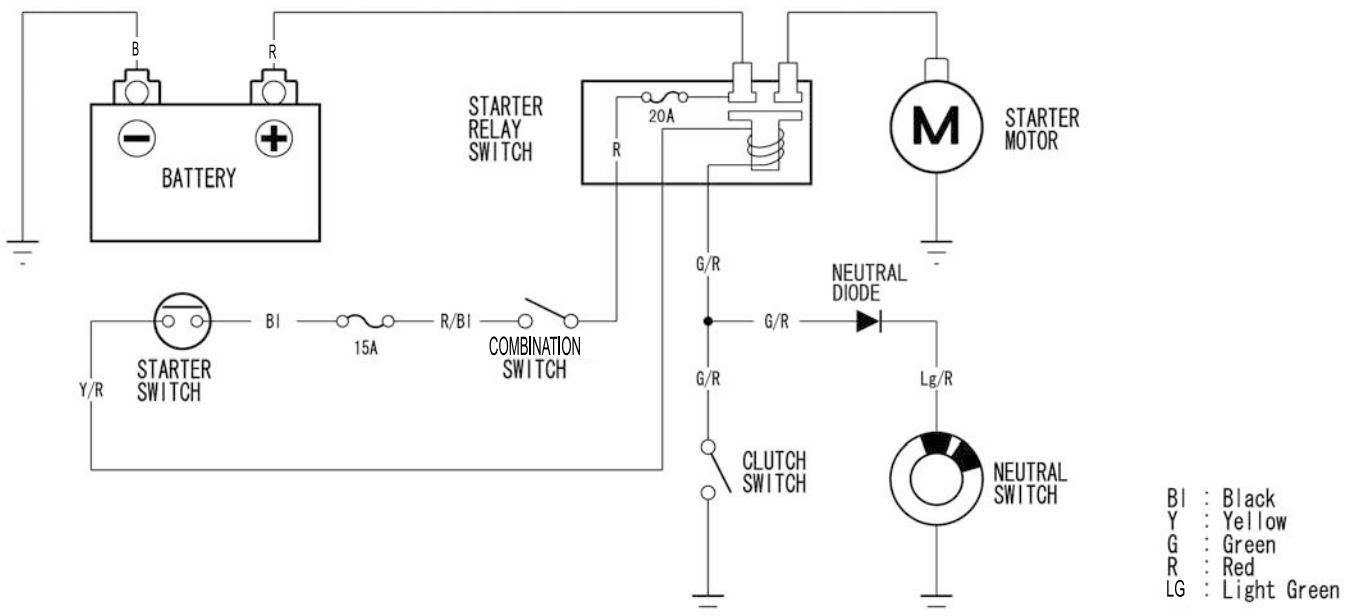 B
R
BATTERY
STARTER
RELAY
SWITCH
20A
R
M
STARTER
MOTOR
G/R
NEUTRAL
DIODE
G/R
Bl
15A
R/Bl
COMBINATION
SWITCH
STARTER
SWITCH
Y/R
G/R
Lg/R
CLUTCH
SWITCH
NEUTRAL
SWITCH
Bl : Black
Y : Yellow
G : Green
R : Red
LG : Light Green